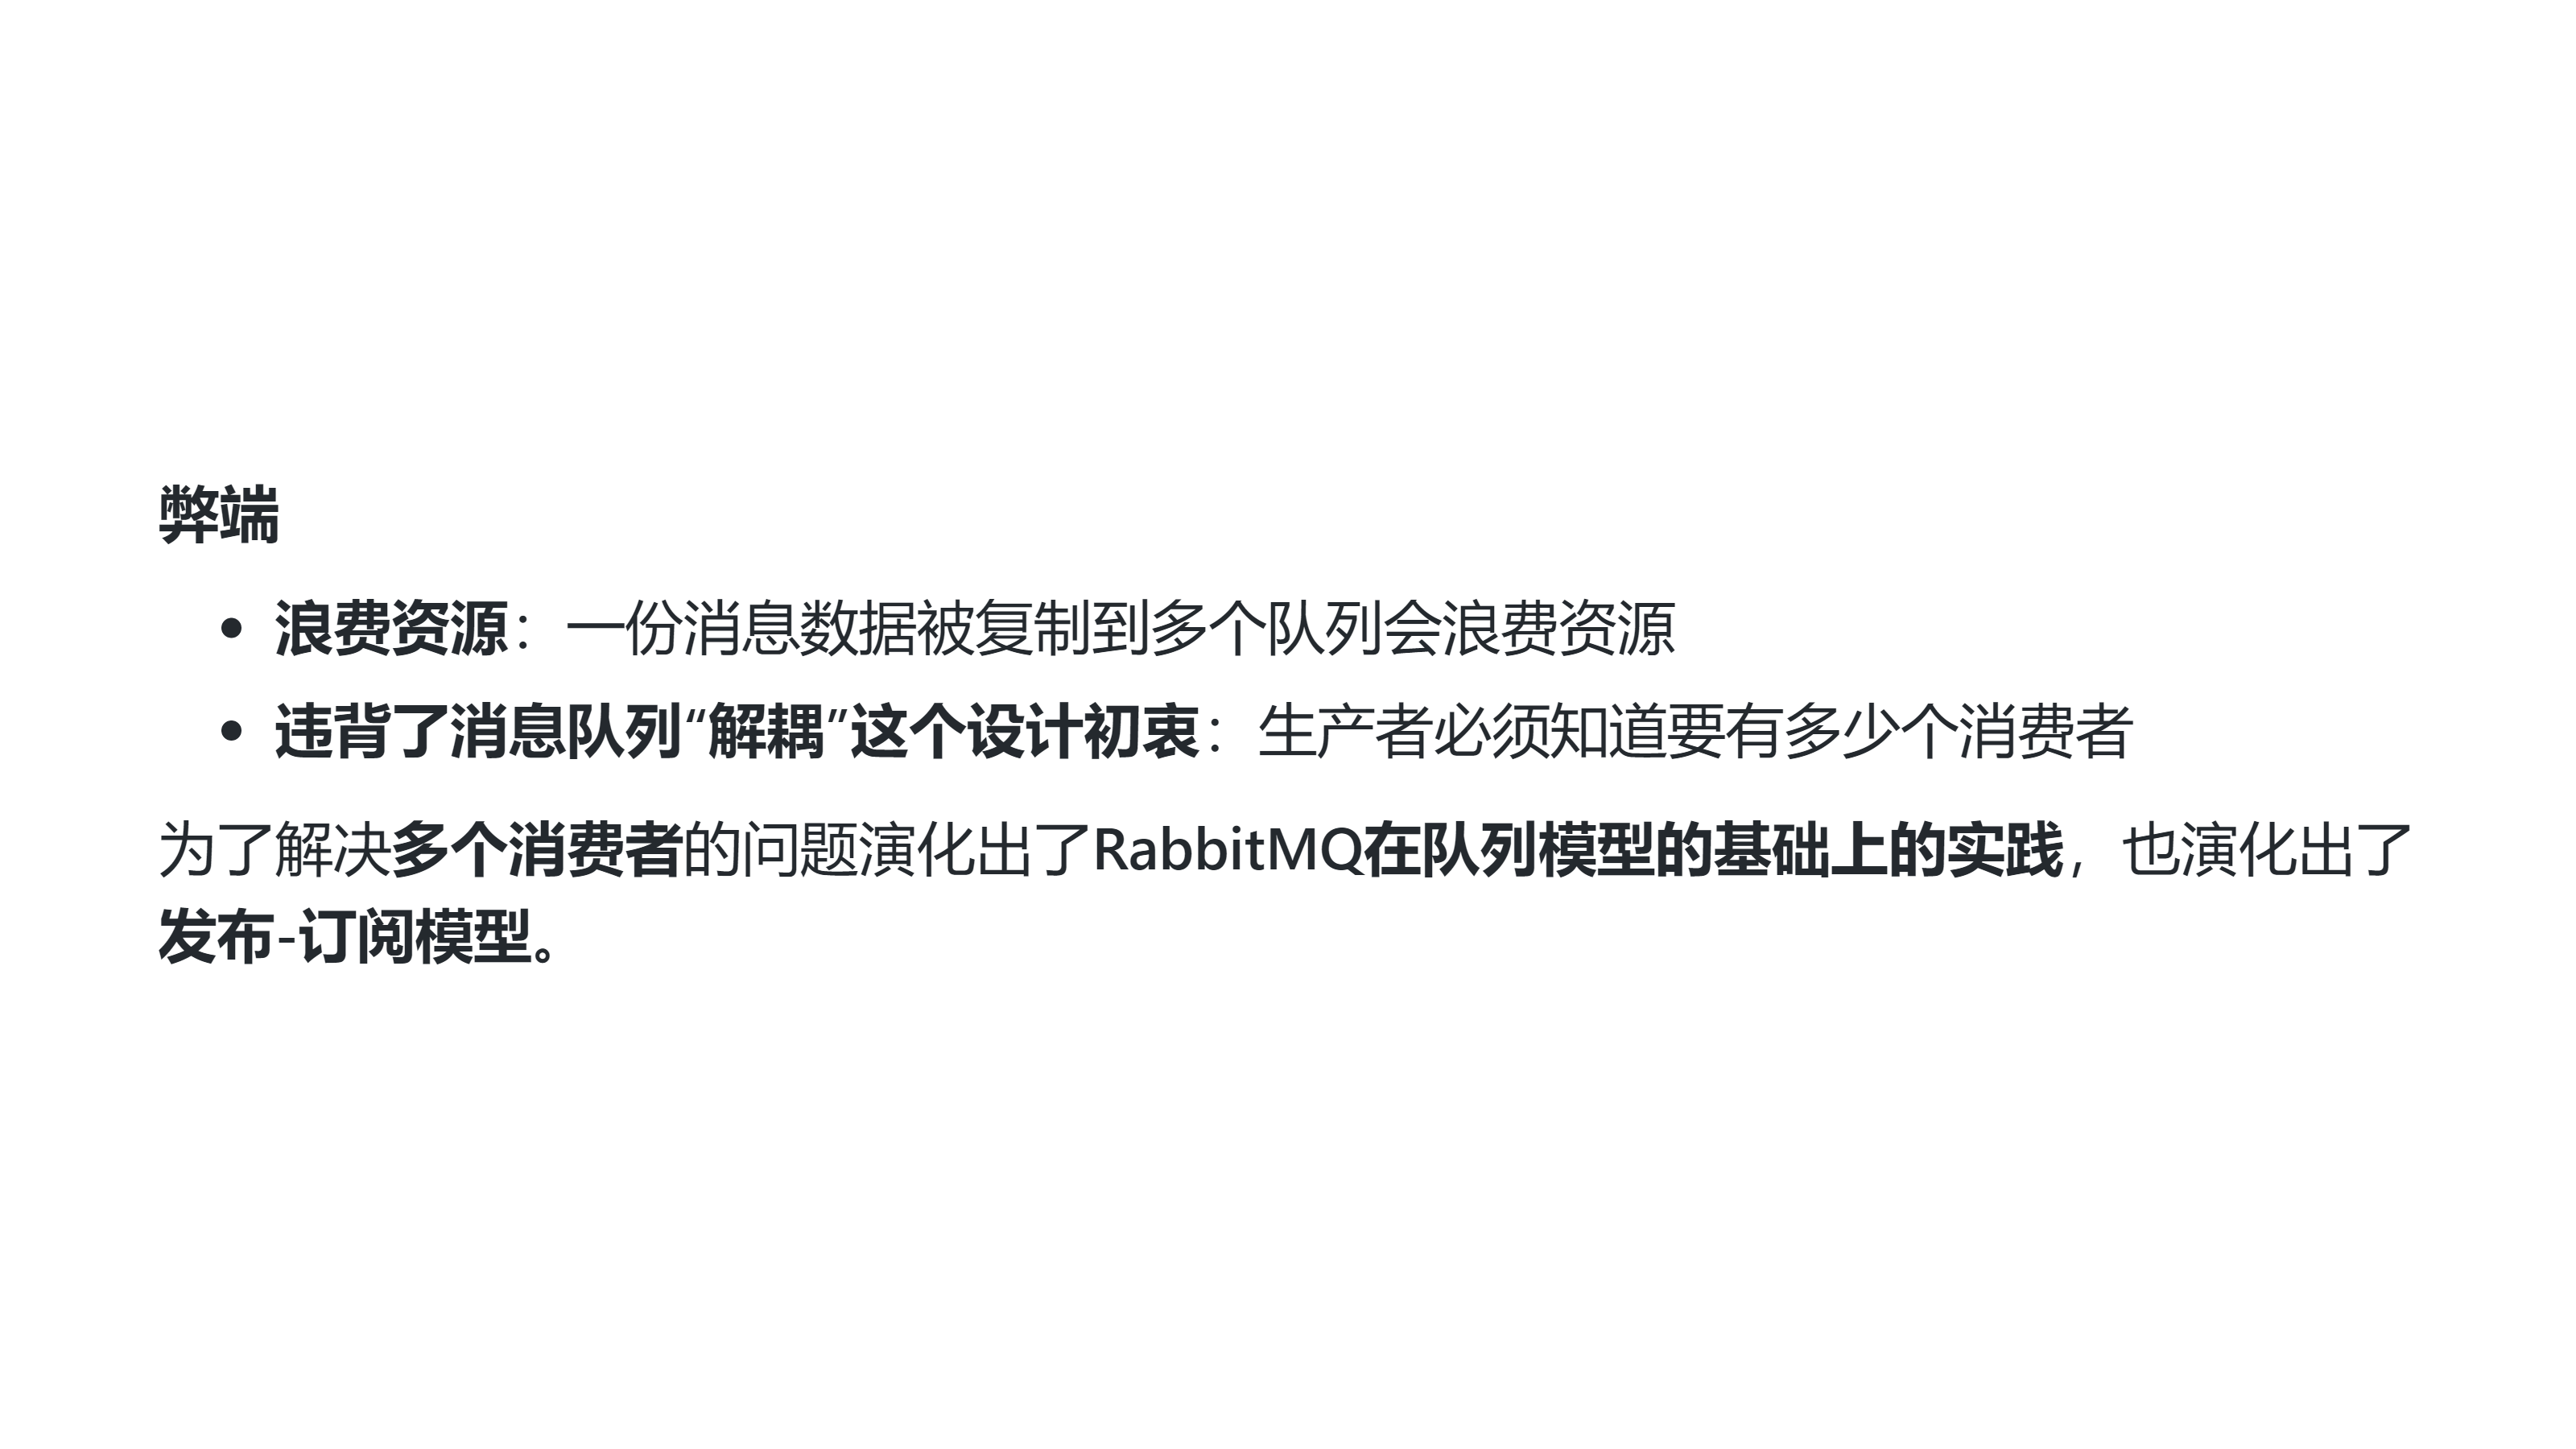 弊端
• 浪费资源：一份消息数据被复制到多个队列会浪费资源
• 违背了消息队列“解耦”这个设计初衷：生产者必须知道要有多少个消费者
为了解决多个消费者的问题演化出了RabbitMQ在队列模型的基础上的实践，也演化出了
发布-订阅模型。